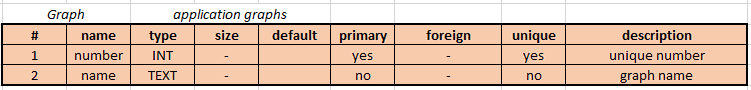 Graph application graphs
# name type size default primary foreign unique description
1 number INT - yes - yes unique number
2 name TEXT - no - no graph name